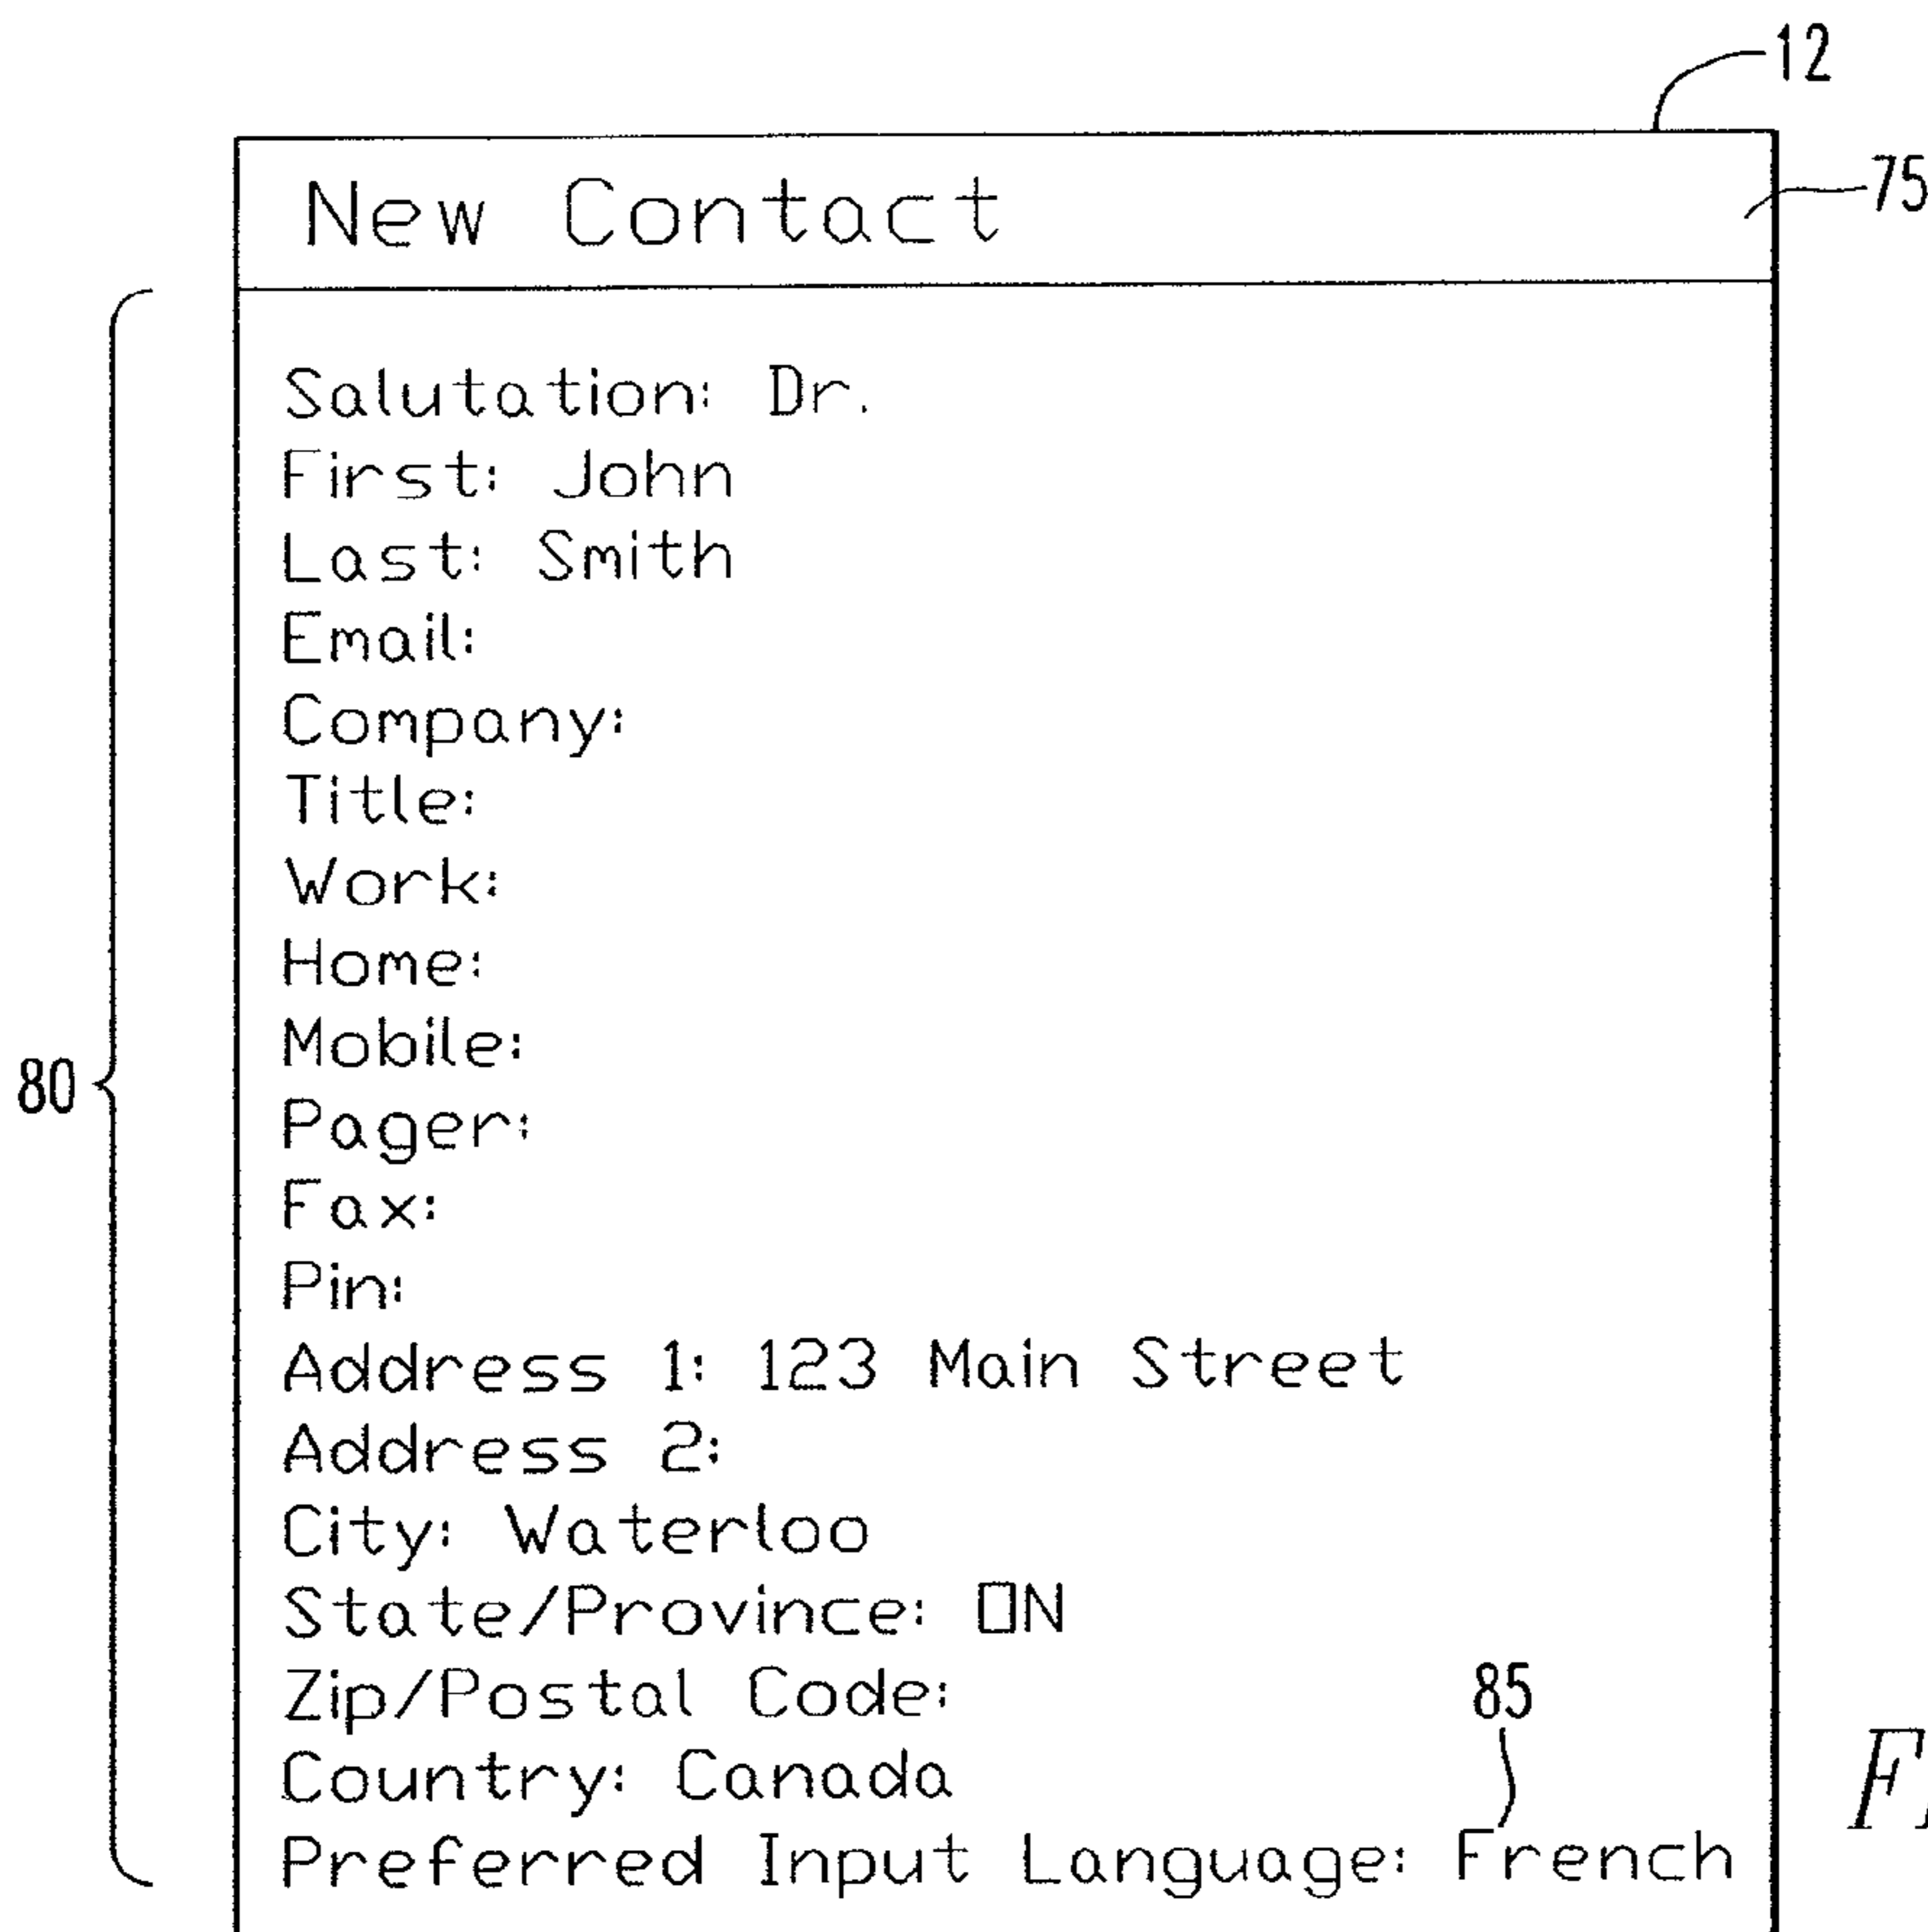 12
New Contact
75
Salutation: Dr.
First: John
Last: Smith
Email:
Company:
Title:
Work:
Home:
Mobile:
80
Pager:
Fax:
Pin:
Address 1: 123 Main Street
Address 2:
City: Waterloo
State/Province: ON
Zip/Postal Code:
85
Country: Canada
Preferred Input Language: French